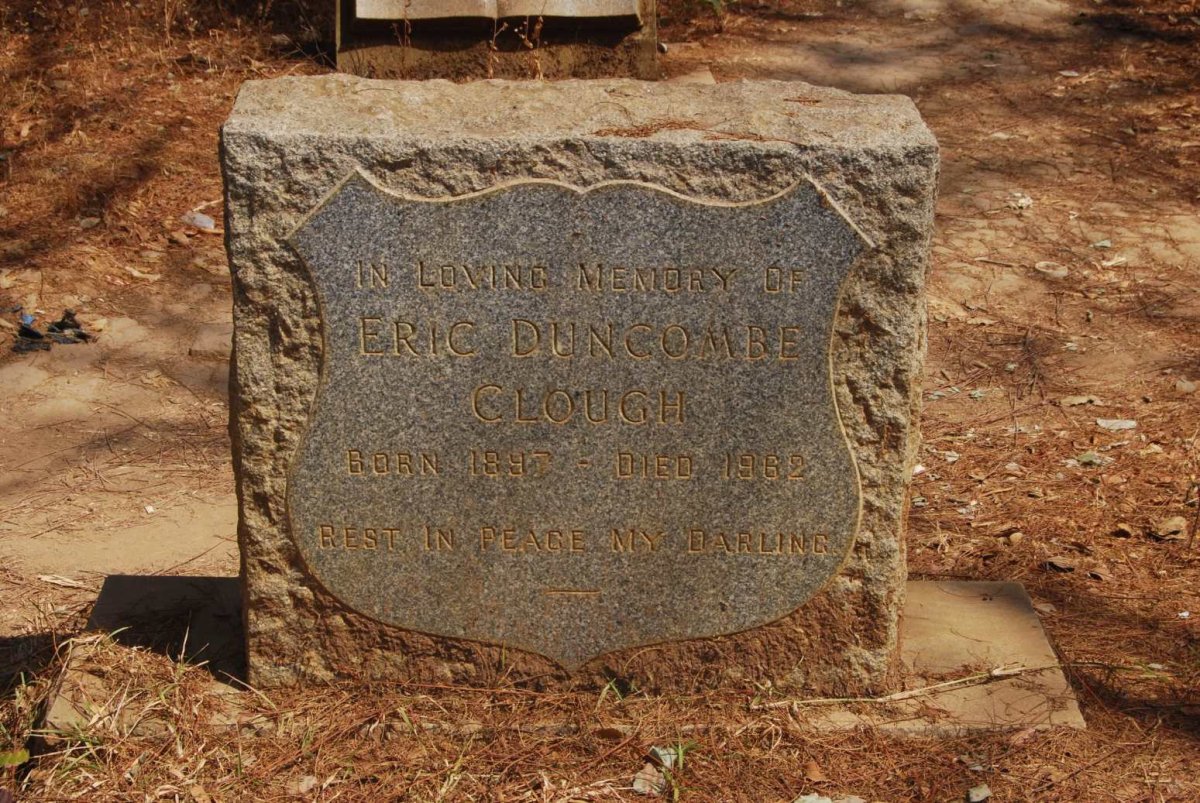 In Loving Memory Of
Eric Duncombe
Clough
Born 1897 - Died 1962
Rest In Peace My Darling